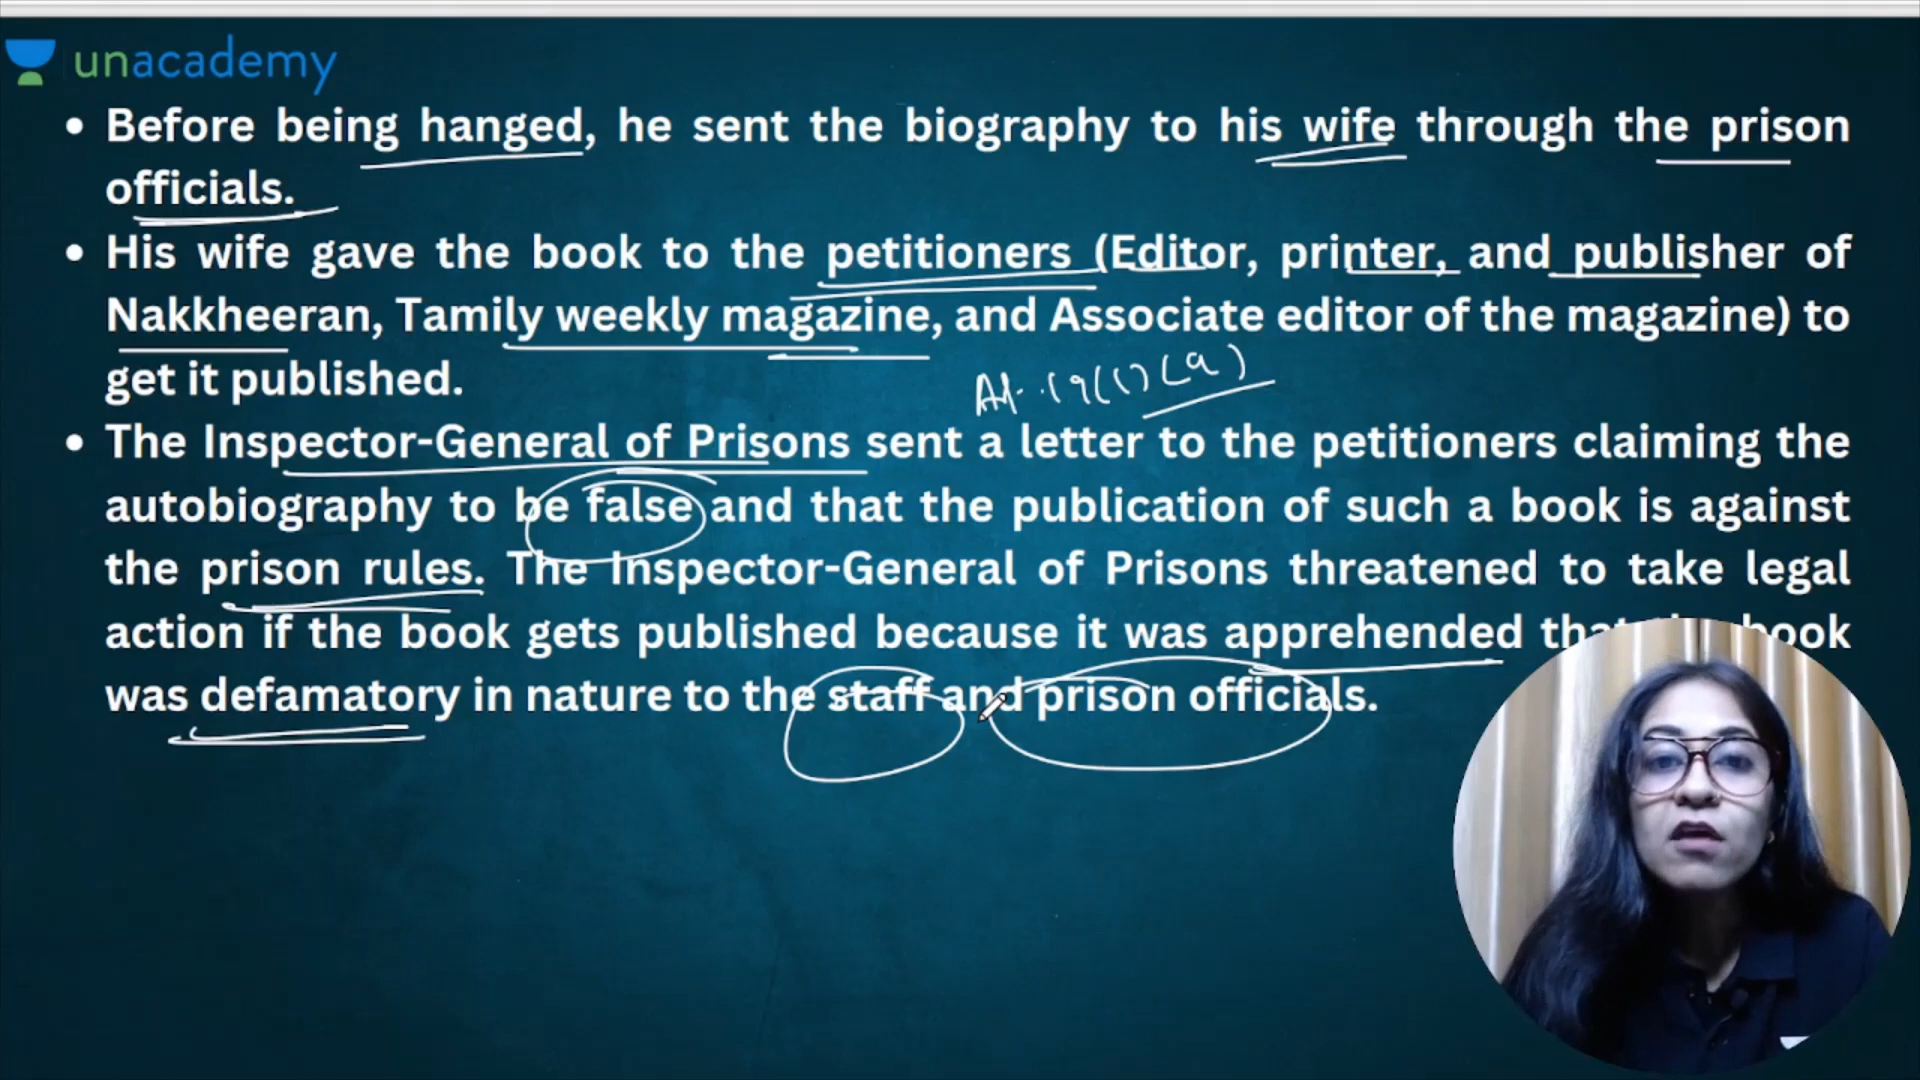 unacademy
• Before being hanged, he sent the biography to his wife through the prison
officials.
• His wife gave the book to the petitioners (Editor, printer, and publisher of
Nakkheeran, Tamily weekly magazine, and Associate editor of the magazine) to
get it published.
Art. 19(1)(a)
• The Inspector-General of Prisons sent a letter to the petitioners claiming the
autobiography to be false and that the publication of such a book is against
the prison rules. The Inspector-General of Prisons threatened to take legal
action if the book gets published because it was apprehended that book
was defamatory in nature to the staff and prison officials.